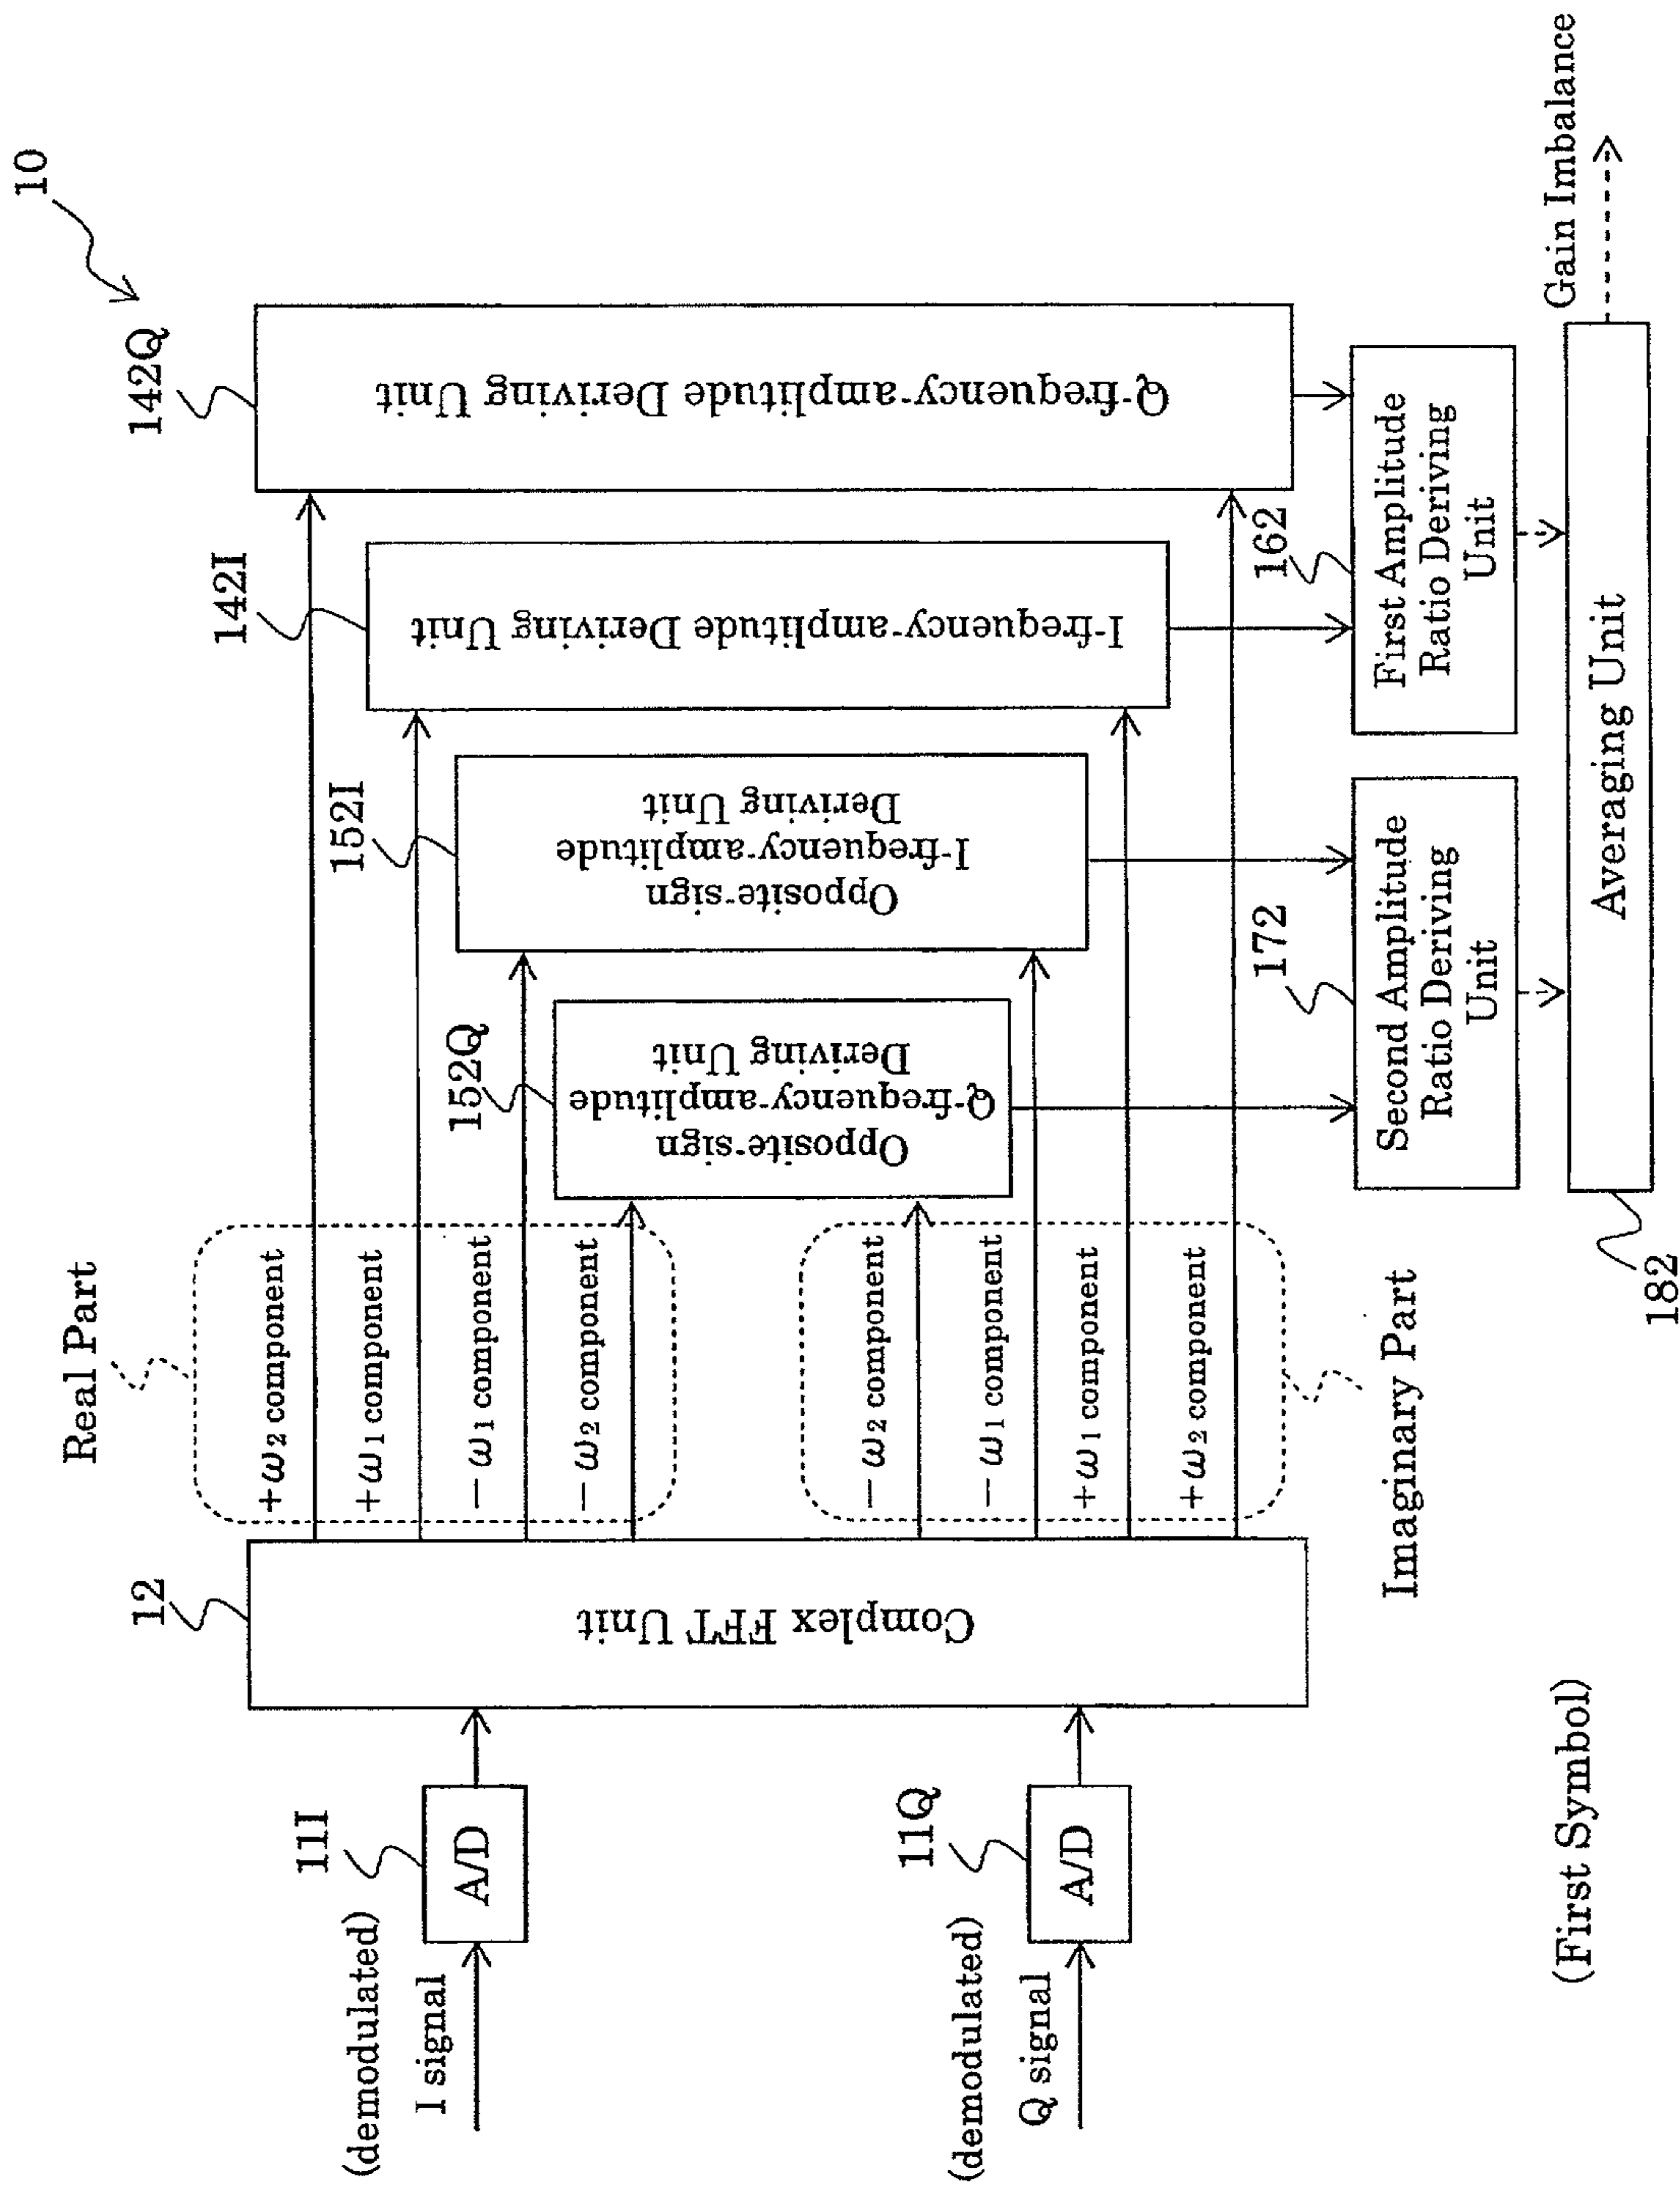 10
Real Part
12
11I
(demodulated)
I signal
A/D
11Q
(demodulated)
Q signal
A/D
Complex FFT Unit
+ω2 component
+ω1 component
−ω1 component
−ω2 component
−ω2 component
−ω1 component
+ω1 component
+ω2 component
Imaginary Part
152Q
Opposite-sign
Q-frequency-amplitude
Deriving Unit
152I
Opposite-sign
I-frequency-amplitude
Deriving Unit
142I
I-frequency-amplitude Deriving Unit
142Q
Q-frequency-amplitude Deriving Unit
172
Second Amplitude
Ratio Deriving
Unit
162
First Amplitude
Ratio Deriving
Unit
182
Averaging Unit
Gain Imbalance
(First Symbol)